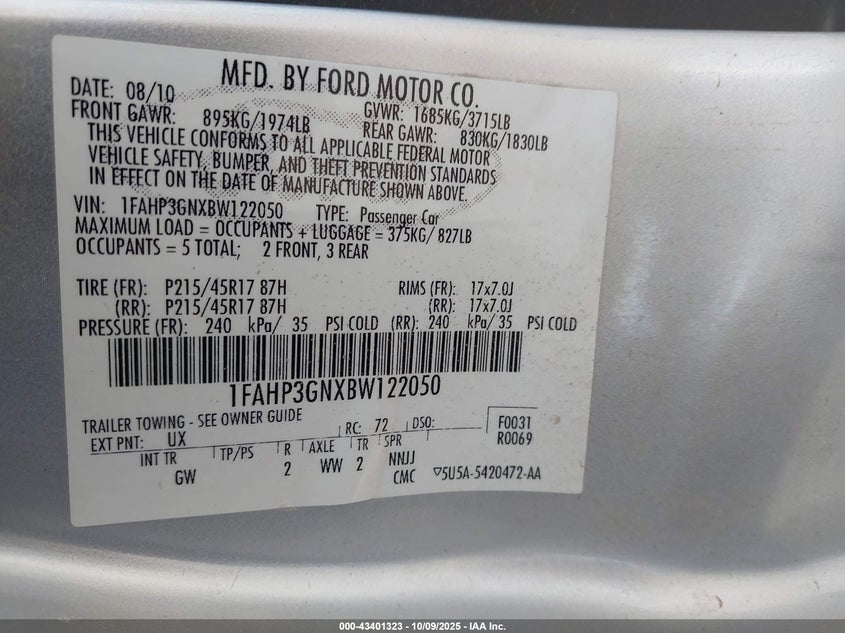 MFD. BY FORD MOTOR CO.
DATE: 08/10 GVWR: 1685KG/3715LB
FRONT GAWR: 895KG/1974LB REAR GAWR: 830KG/1830LB
THIS VEHICLE CONFORMS TO ALL APPLICABLE FEDERAL MOTOR
VEHICLE SAFETY, BUMPER, AND THEFT PREVENTION STANDARDS
IN EFFECT ON THE DATE OF MANUFACTURE SHOWN ABOVE.
VIN: 1FAHP3GNXBW122050 TYPE: Passenger Car
MAXIMUM LOAD = OCCUPANTS + LUGGAGE = 375KG/ 827LB
OCCUPANTS = 5 TOTAL; 2 FRONT, 3 REAR
TIRE (FR): P215/45R17 87H RIMS (FR): 17x7.0J
(RR): P215/45R17 87H (RR): 17x7.0J
PRESSURE (FR): 240 kPa/ 35 PSI COLD (RR): 240 kPa/ 35 PSI COLD
1FAHP3GNXBW122050
TRAILER TOWING - SEE OWNER GUIDE
EXT PNT: UX RC: 72 DSO: F0031
R0069
INT TR TP/PS R AXLE TR SPR
GW 2 WW 2 NNJJ
CMC ▽5U5A-5420472-AA
000-43401323 - 10/09/2025 - IAA Inc.